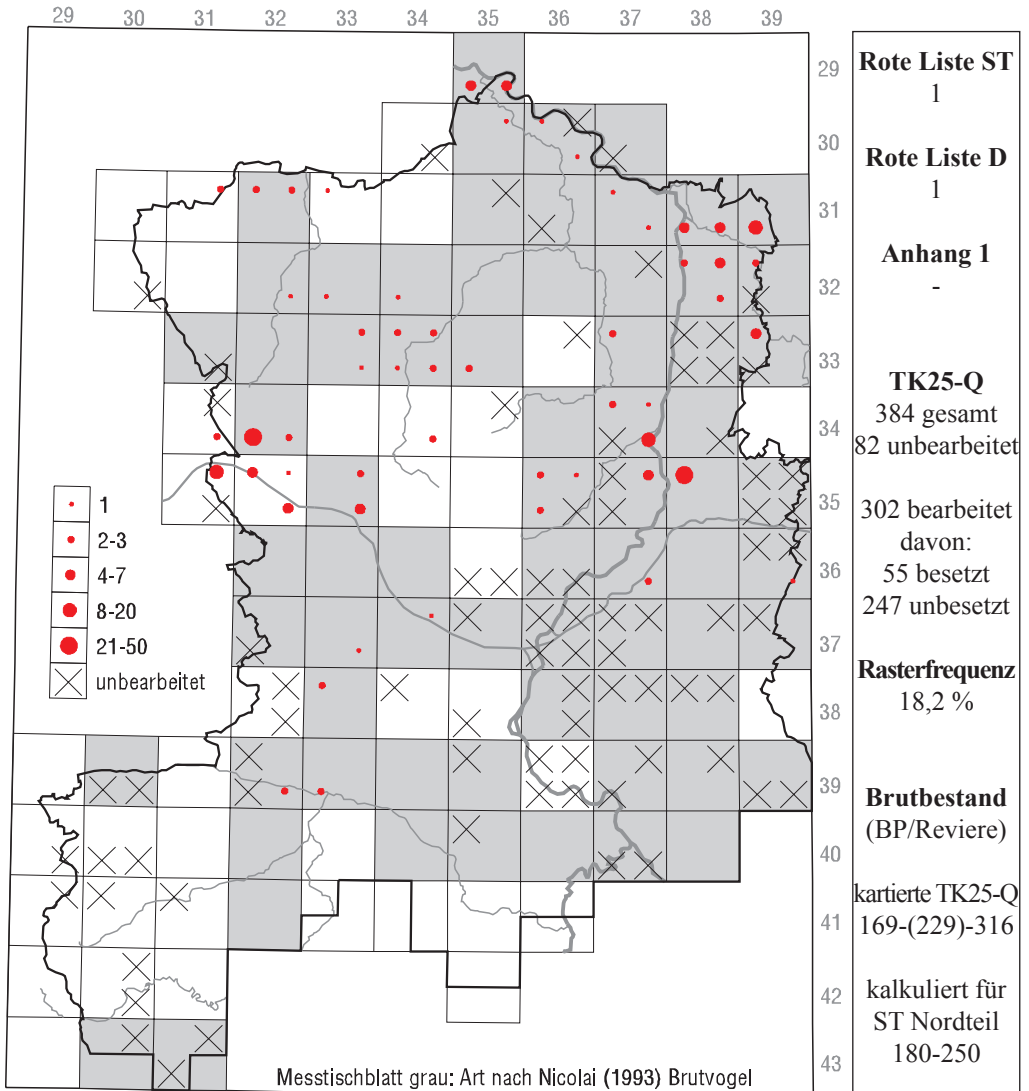 29 30 31 32 33 34 35 36 37 38 39
29
30
31
32
33
34
35
36
37
38
39
40
41
42
43
1
2-3
4-7
8-20
21-50
unbearbeitet
Messtischblatt grau: Art nach Nicolai (1993) Brutvogel
Rote Liste ST
1
Rote Liste D
1
Anhang 1
-
TK25-Q
384 gesamt
82 unbearbeitet
302 bearbeitet
davon:
55 besetzt
247 unbesetzt
Rasterfrequenz
18,2 %
Brutbestand
(BP/Reviere)
kartierte TK25-Q
169-(229)-316
kalkuliert für
ST Nordteil
180-250